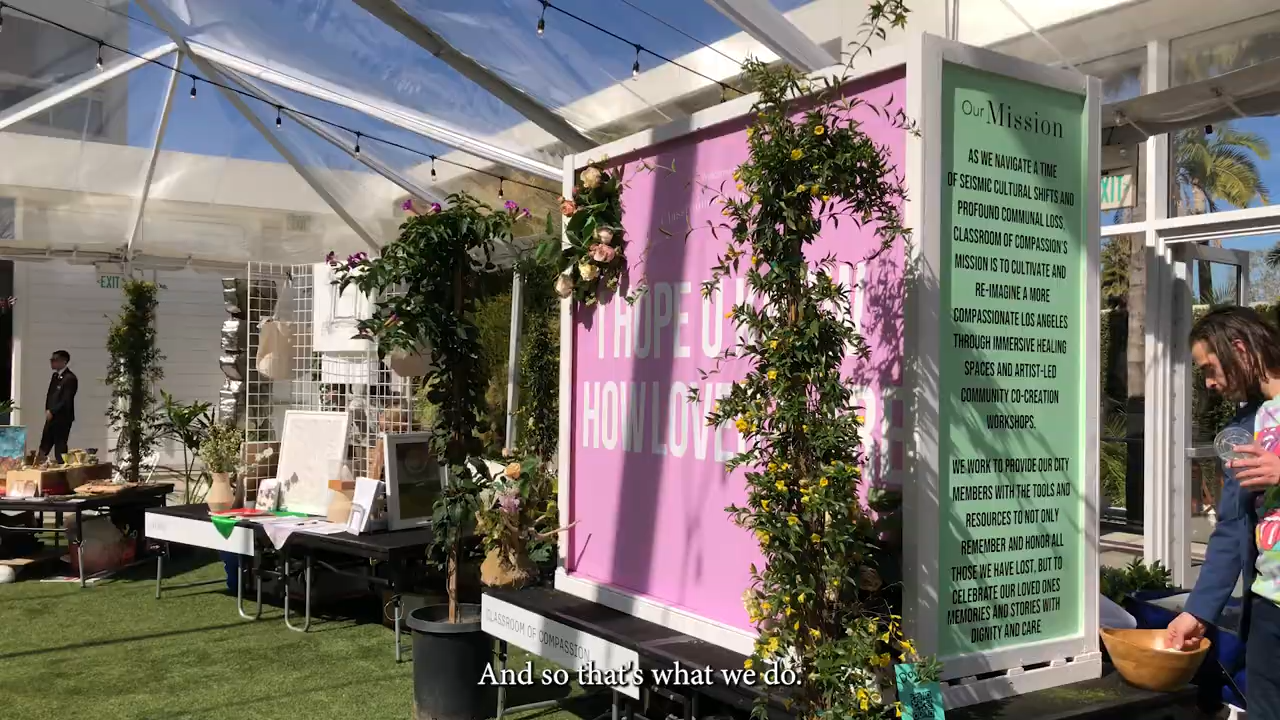 Our Mission
AS WE NAVIGATE A TIME
OF SEISMIC CULTURAL SHIFTS AND
PROFOUND COMMUNAL LOSS,
CLASSROOM OF COMPASSION'S
MISSION IS TO CULTIVATE AND
RE-IMAGINE A MORE
COMPASSIONATE LOS ANGELES
THROUGH IMMERSIVE HEALING
SPACES AND ARTIST-LED
COMMUNITY CO-CREATION
WORKSHOPS.
WE WORK TO PROVIDE OUR CITY
MEMBERS WITH THE TOOLS AND
RESOURCES TO NOT ONLY
REMEMBER AND HONOR ALL
THOSE WE HAVE LOST, BUT TO
CELEBRATE OUR LOVED ONES
MEMORIES AND STORIES WITH
DIGNITY AND CARE.
I HOPE U
HOW
EXIT
EXIT
CLASSROOM OF COMPASSION
And so that's what we do.